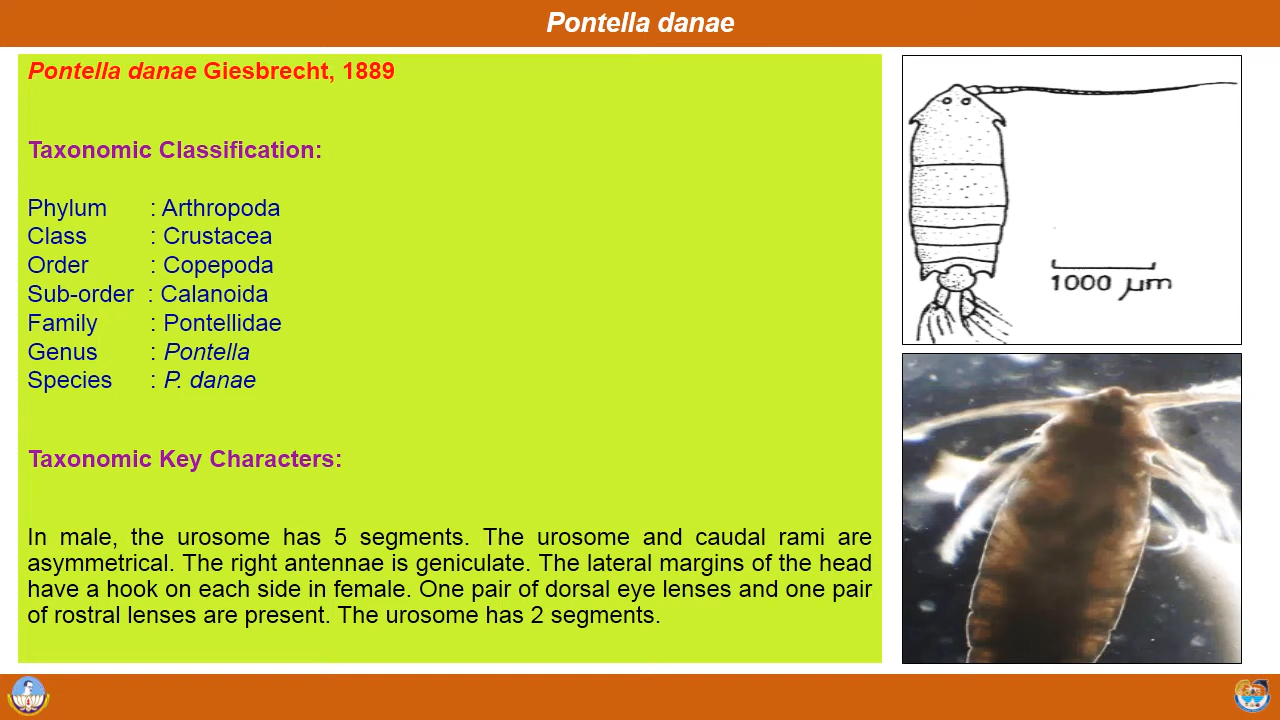 Pontella danae
Pontella danae Giesbrecht, 1889
Taxonomic Classification:
Phylum : Arthropoda
Class : Crustacea
Order : Copepoda
Sub-order : Calanoida
Family : Pontellidae
Genus : Pontella
Species : P. danae
Taxonomic Key Characters:
In male, the urosome has 5 segments. The urosome and caudal rami are
asymmetrical. The right antennae is geniculate. The lateral margins of the head
have a hook on each side in female. One pair of dorsal eye lenses and one pair
of rostral lenses are present. The urosome has 2 segments.
1000 µm